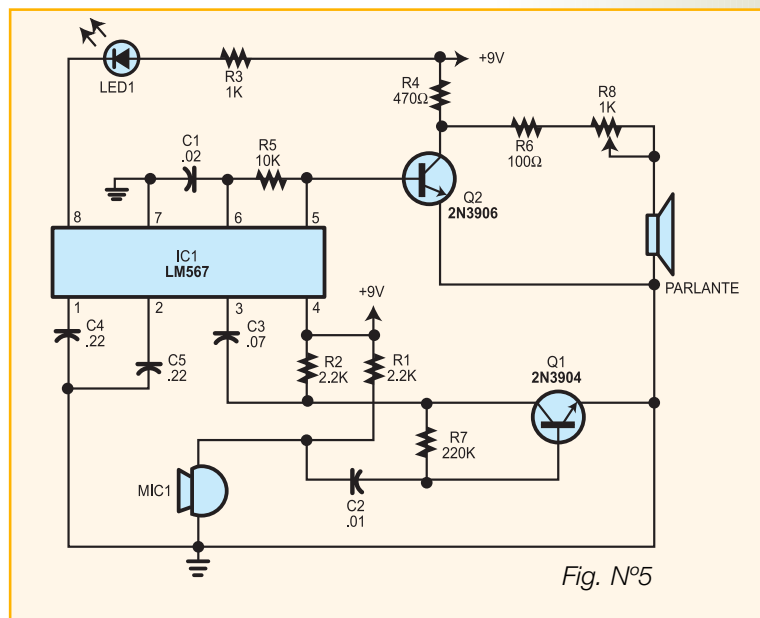 LED1
R3
1K
+9V
R4
470Ω
R8
1K
R6
100Ω
C1
.02
R5
10K
Q2
2N3906
8
7
6
5
IC1
LM567
PARLANTE
1
2
3
4
C4
.22
C5
.22
C3
.07
+9V
R2
2.2K
R1
2.2K
Q1
2N3904
R7
220K
MIC1
C2
.01
Fig. Nº5